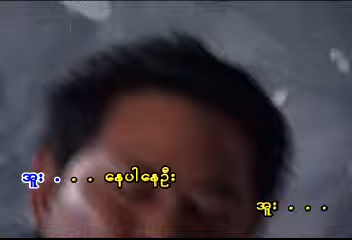 အူး . . . နေပါနေဦး
အူး . . .